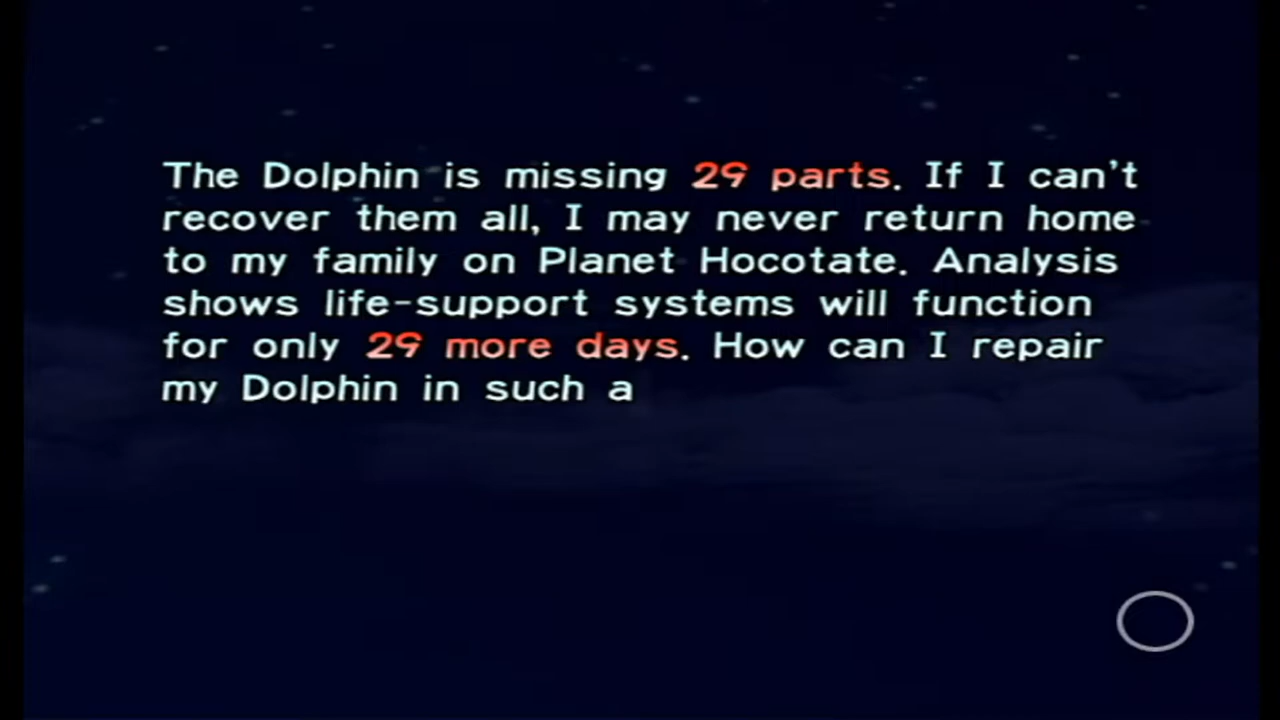 The Dolphin is missing 29 parts. If I can't
recover them all, I may never return home
to my family on Planet Hocotate. Analysis
shows life-support systems will function
for only 29 more days. How can I repair
my Dolphin in such a